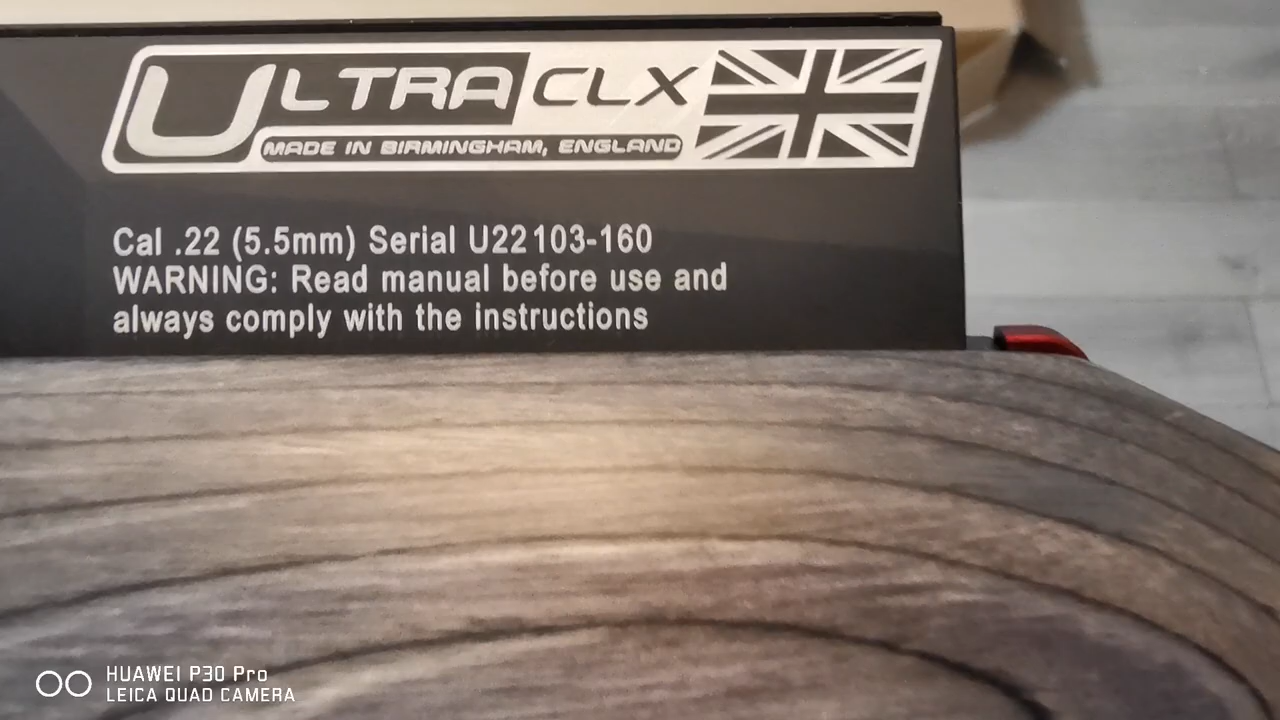 ULTRA CLX
MADE IN BIRMINGHAM, ENGLAND
Cal .22 (5.5mm) Serial U22103-160
WARNING: Read manual before use and
always comply with the instructions
HUAWEI P30 Pro
LEICA QUAD CAMERA